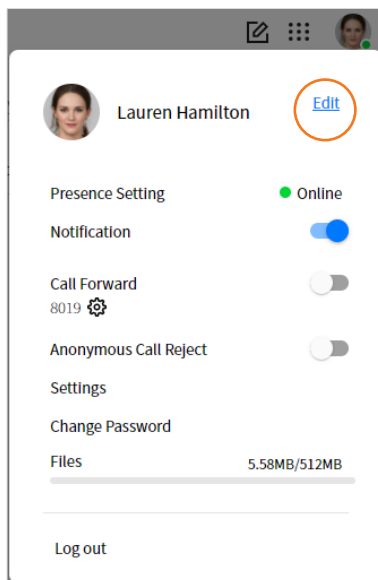 Lauren Hamilton
Edit
Presence Setting
Online
Notification
Call Forward
8019
Anonymous Call Reject
Settings
Change Password
Files
5.58MB/512MB
Log out